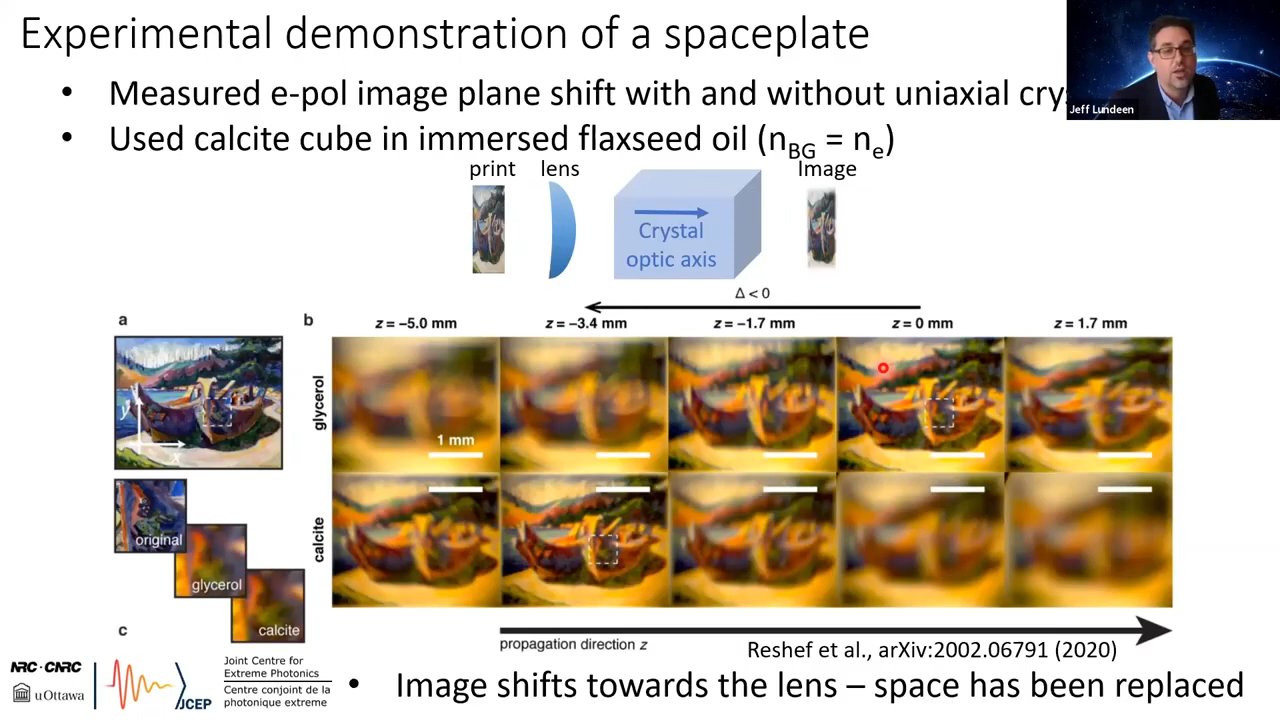 Experimental demonstration of a spaceplate
• Measured e-pol image plane shift with and without uniaxial cry
Jeff Lundeen
• Used calcite cube in immersed flaxseed oil (nBG = ne)
print lens Image
Crystal
optic axis
Δ < 0
a b z = −5.0 mm z = −3.4 mm z = −1.7 mm z = 0 mm z = 1.7 mm
y
x
glycerol
1 mm
calcite
original
glycerol
calcite
c
propagation direction z
Reshef et al., arXiv:2002.06791 (2020)
NRC·CNRC
uOttawa
JCEP
Joint Centre for
Extreme Photonics
Centre conjoint de la
photonique extreme
• Image shifts towards the lens – space has been replaced